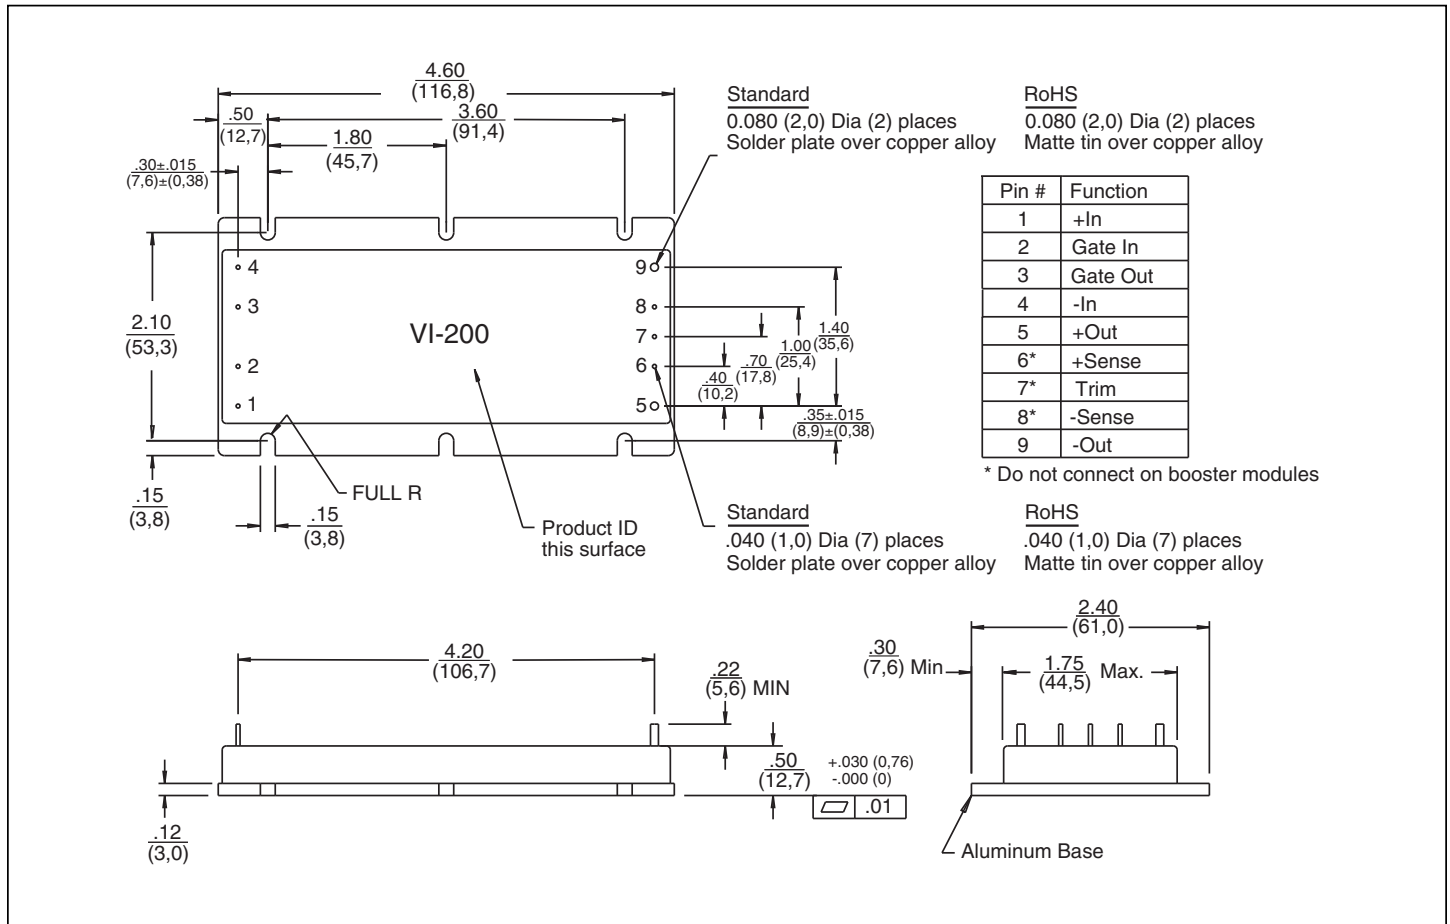 4.60
(116,8)
.50
(12,7)
3.60
(91,4)
1.80
(45,7)
.30±.015
(7,6)±(0,38)
Standard
0.080 (2,0) Dia (2) places
Solder plate over copper alloy
RoHS
0.080 (2,0) Dia (2) places
Matte tin over copper alloy
Pin # Function
1 +In
2 Gate In
3 Gate Out
4 -In
5 +Out
6* +Sense
7* Trim
8* -Sense
9 -Out
* Do not connect on booster modules
4
3
2
1
VI-200
9
8
7
6
5
2.10
(53,3)
1.40
(35,6)
1.00
(25,4)
.70
(17,8)
.40
(10,2)
.35±.015
(8,9)±(0,38)
.15
(3,8)
.15
(3,8)
FULL R
Product ID
this surface
Standard
.040 (1,0) Dia (7) places
Solder plate over copper alloy
RoHS
.040 (1,0) Dia (7) places
Matte tin over copper alloy
4.20
(106,7)
.22
(5,6) MIN
.50
(12,7)
+.030 (0,76)
-.000 (0)
.01
.12
(3,0)
2.40
(61,0)
.30
(7,6) Min
1.75
(44,5) Max.
Aluminum Base